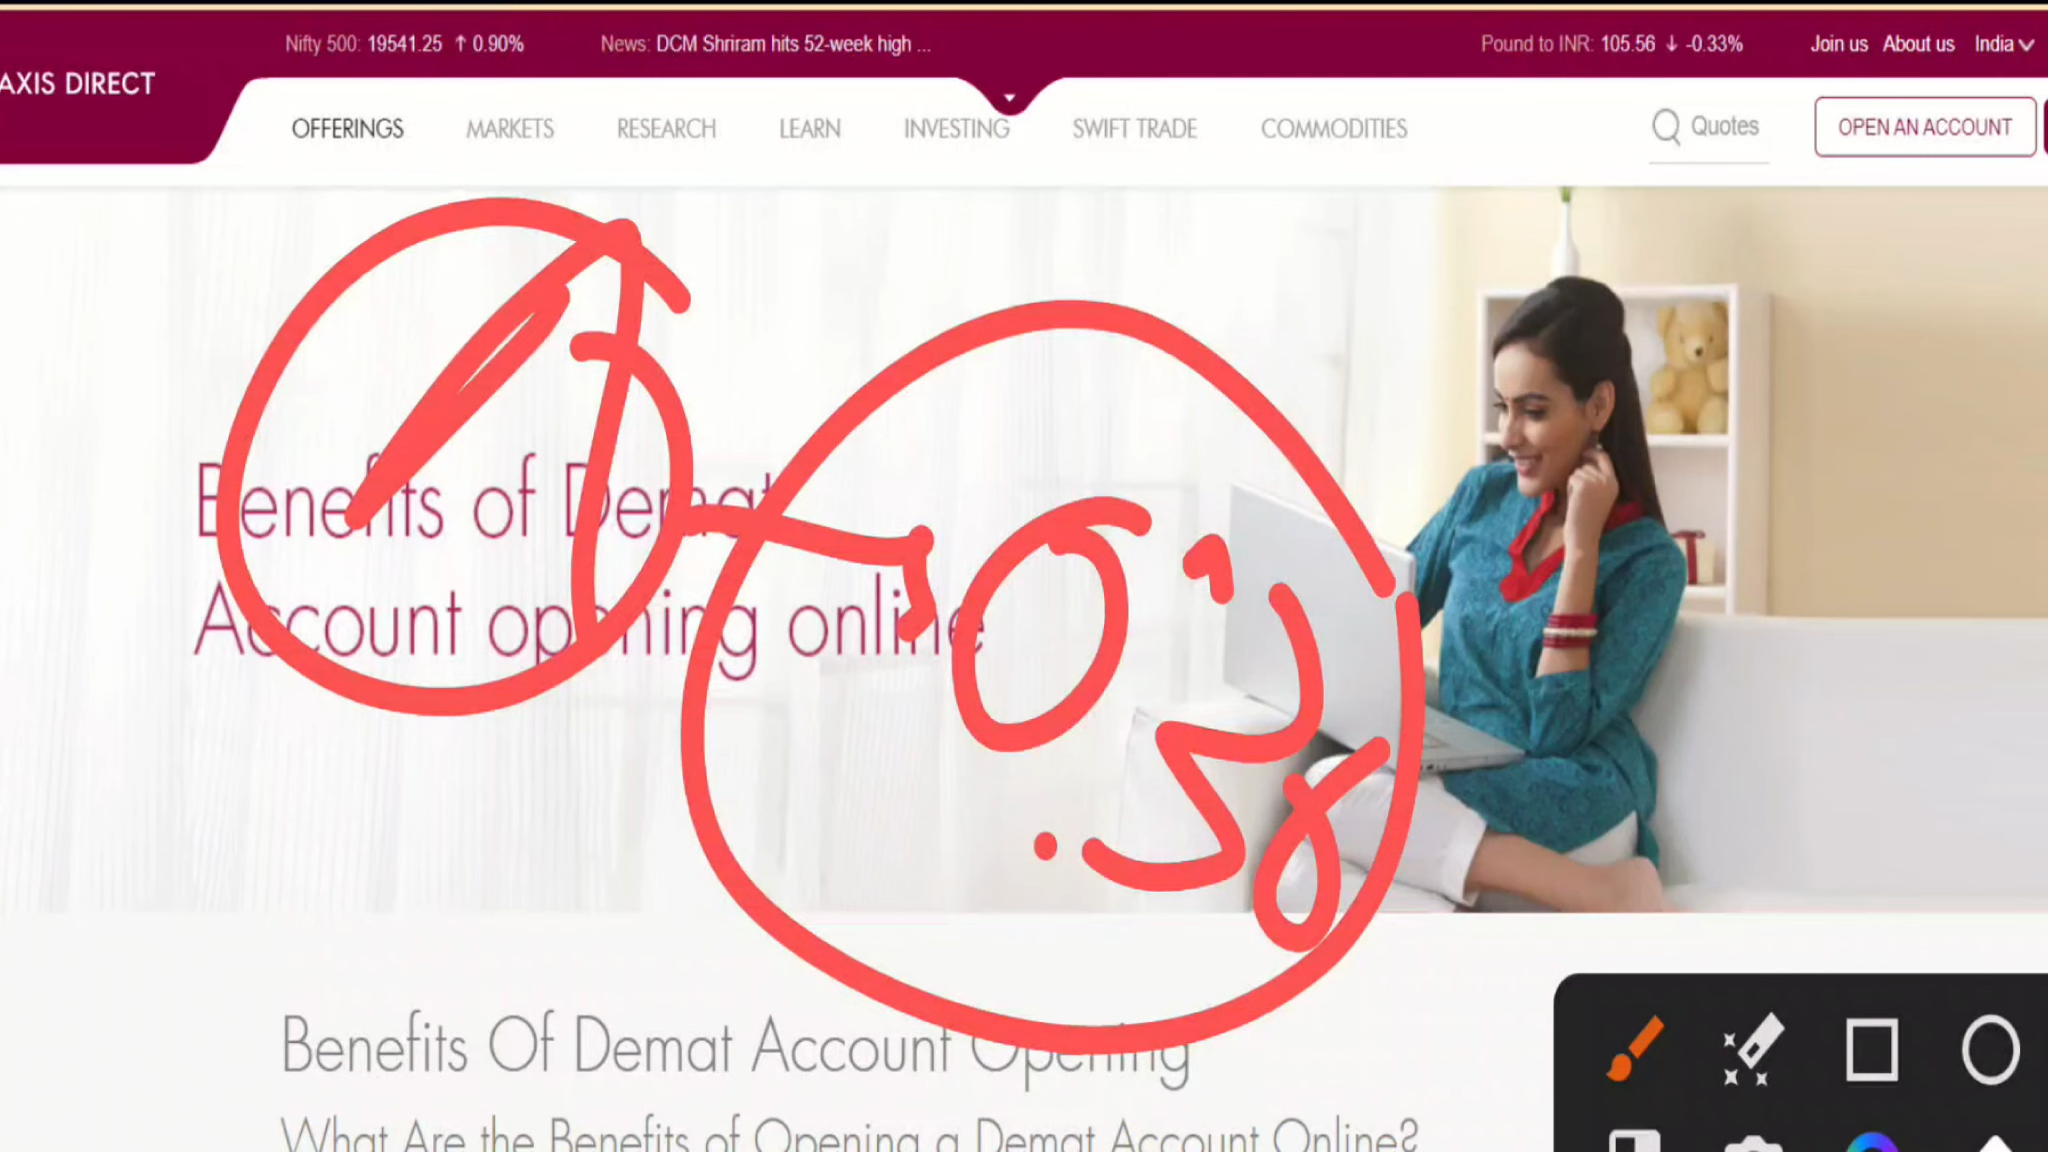 Nifty 500: 19541.25 ↑ 0.90% News: DCM Shriram hits 52-week high ... Pound to INR: 105.56 ↓ -0.33% Join us About us India
AXIS DIRECT
OFFERINGS MARKETS RESEARCH LEARN INVESTING SWIFT TRADE COMMODITIES Quotes OPEN AN ACCOUNT
Benefits of Demat
Account opening online
Benefits Of Demat Account Opening
What Are the Benefits of Opening a Demat Account Online?